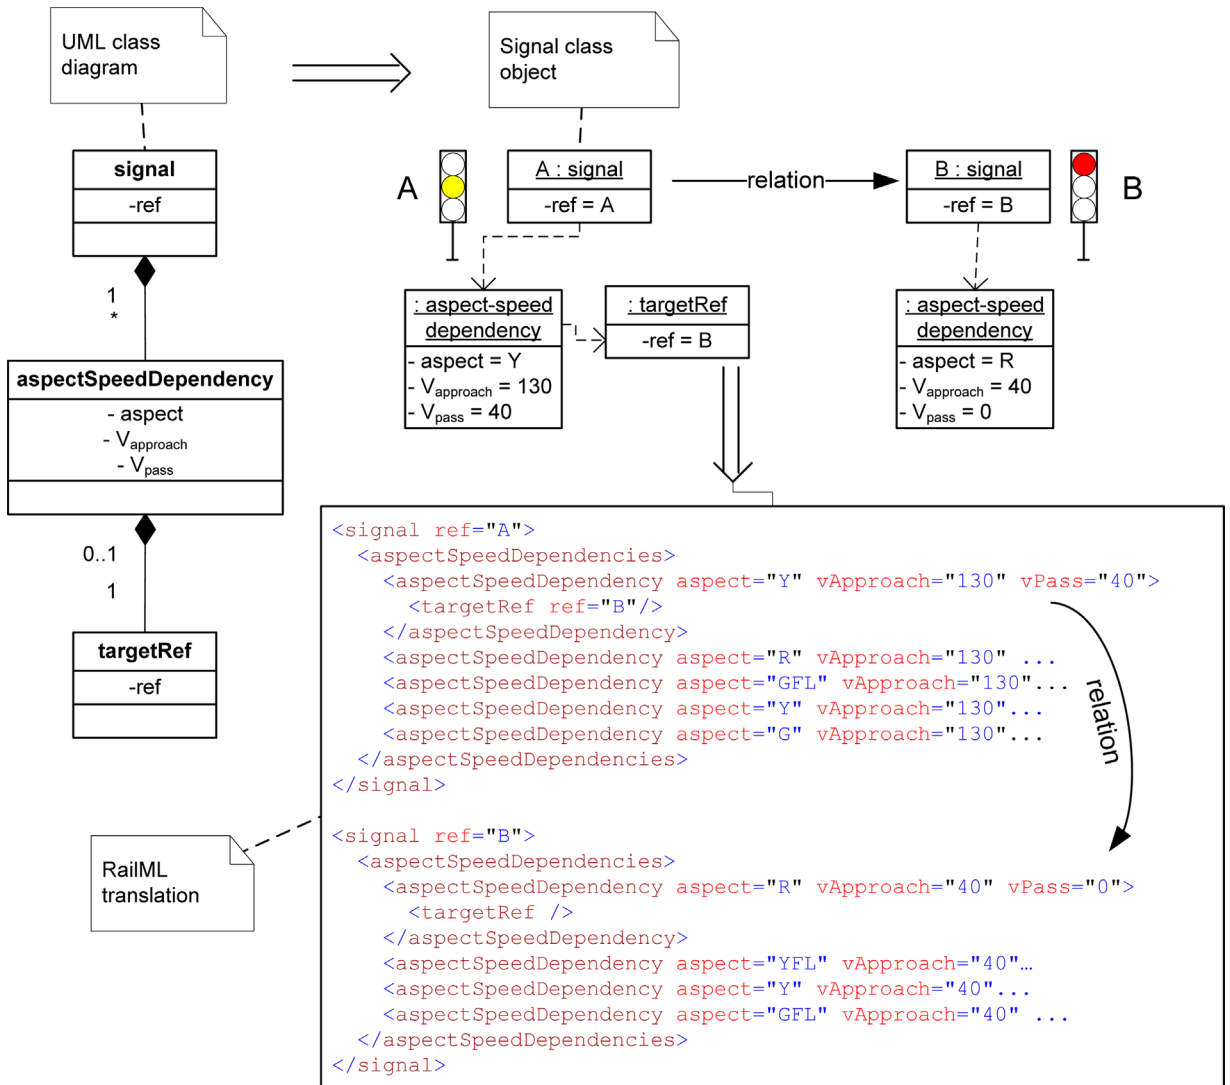 UML class
diagram
signal
-ref
1
*
aspectSpeedDependency
- aspect
- Vapproach
- Vpass
0..1
1
targetRef
-ref
Signal class
object
A
A : signal
-ref = A
relation
B : signal
-ref = B
B
: aspect-speed
dependency
- aspect = Y
- Vapproach = 130
- Vpass = 40
: targetRef
-ref = B
: aspect-speed
dependency
- aspect = R
- Vapproach = 40
- Vpass = 0
RailML
translation
<signal ref="A">
<aspectSpeedDependencies>
<aspectSpeedDependency aspect="Y" vApproach="130" vPass="40">
<targetRef ref="B"/>
</aspectSpeedDependency>
<aspectSpeedDependency aspect="R" vApproach="130" ...
<aspectSpeedDependency aspect="GFL" vApproach="130"...
<aspectSpeedDependency aspect="Y" vApproach="130"...
<aspectSpeedDependency aspect="G" vApproach="130"...
</aspectSpeedDependencies>
</signal>
relation
<signal ref="B">
<aspectSpeedDependencies>
<aspectSpeedDependency aspect="R" vApproach="40" vPass="0">
<targetRef />
</aspectSpeedDependency>
<aspectSpeedDependency aspect="YFL" vApproach="40"…
<aspectSpeedDependency aspect="Y" vApproach="40"...
<aspectSpeedDependency aspect="GFL" vApproach="40" ...
</aspectSpeedDependencies>
</signal>